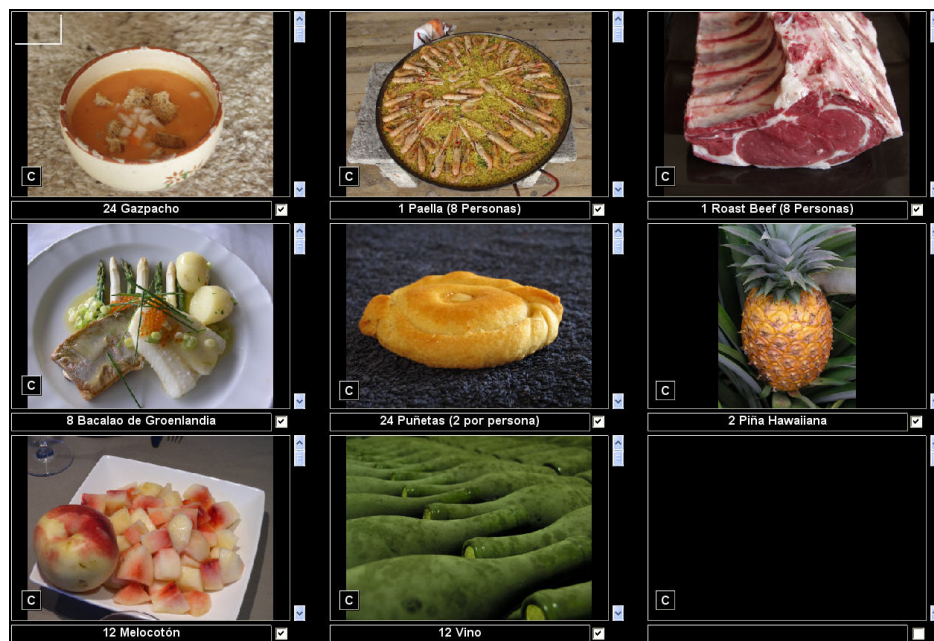 C
C
C
24 Gazpacho
1 Paella (8 Personas)
1 Roast Beef (8 Personas)
C
C
C
8 Bacalao de Groenlandia
24 Puñetas (2 por persona)
2 Piña Hawaiiana
C
C
C
12 Melocotón
12 Vino